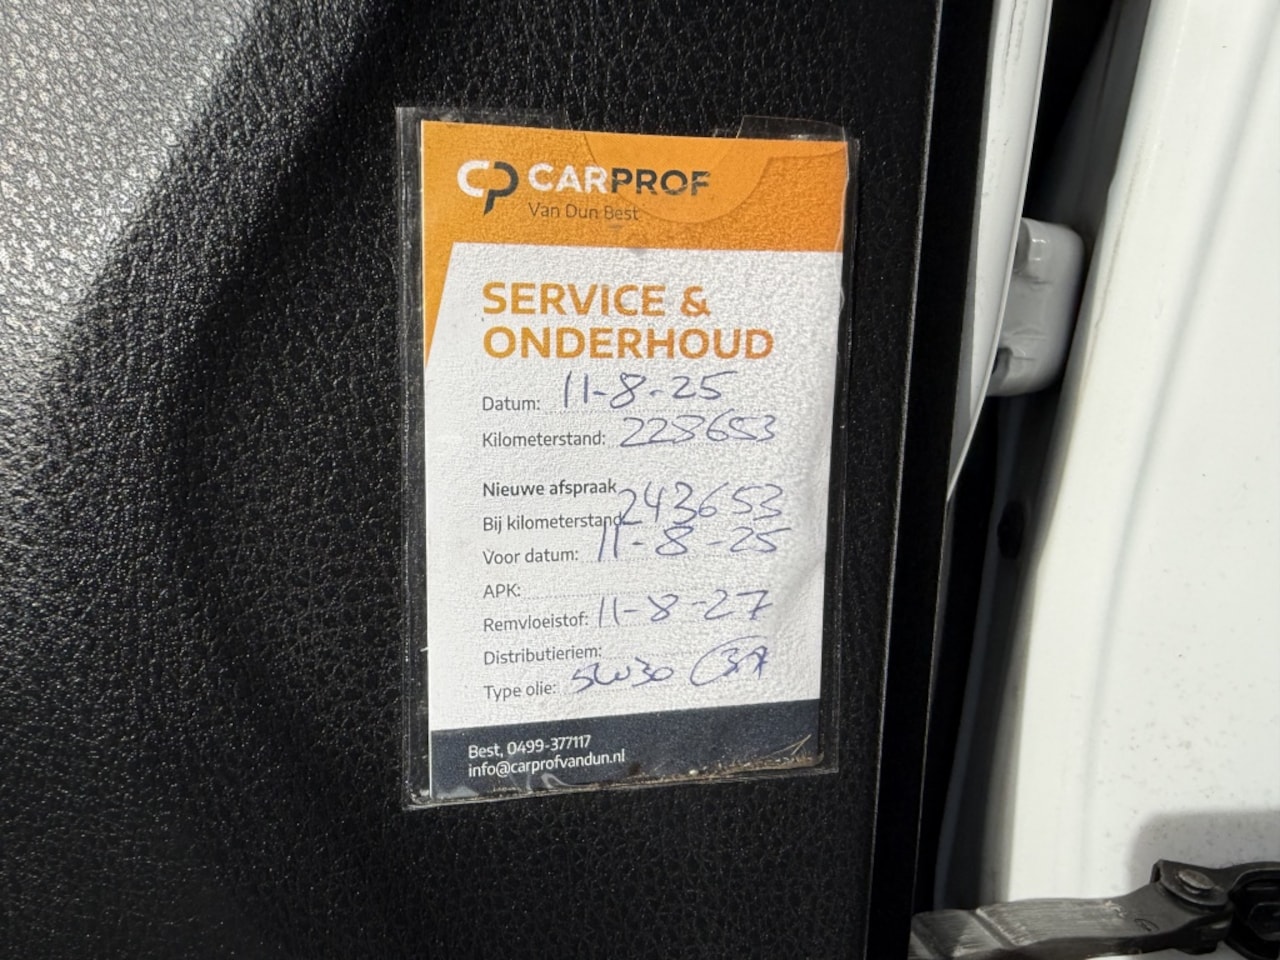 CP CARPROF
Van Dun Best
SERVICE &
ONDERHOUD
Datum: 11-8-25
Kilometerstand: 228653
Nieuwe afspraak
Bij kilometerstand 243653
Voor datum: 11-8-25
APK:
Remvloeistof: 11-8-27
Distributieriem:
Type olie: 5w30
Best, 0499-377117
info@carprofvandun.nl